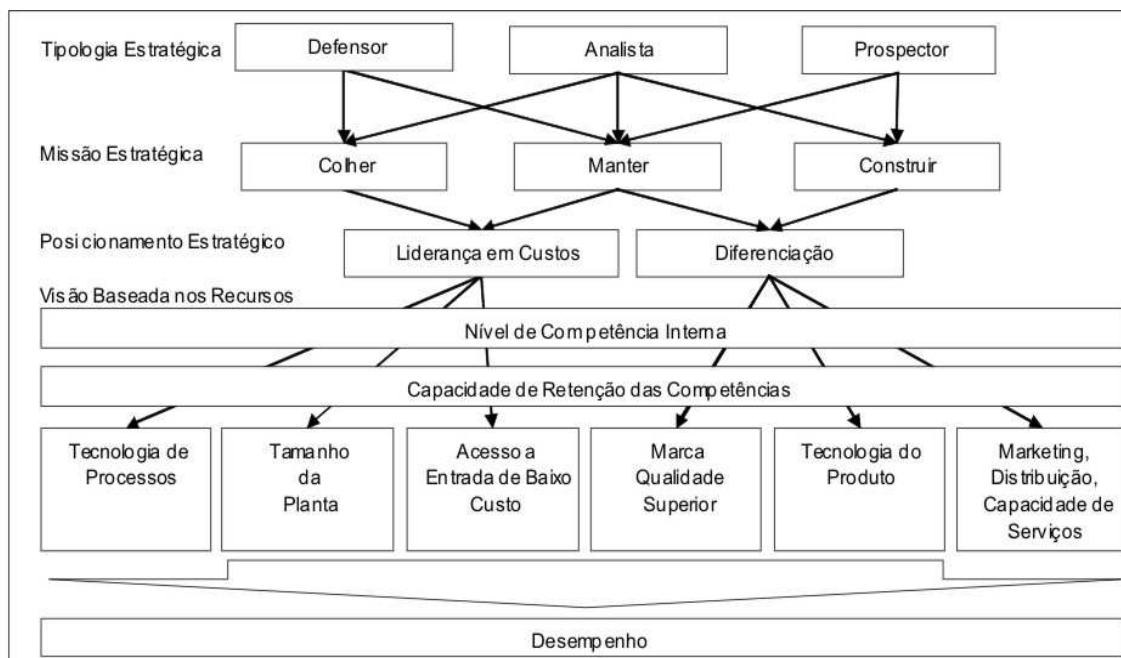 Tipologia Estratégica
Defensor
Analista
Prospector
Missão Estratégica
Colher
Manter
Construir
Posicionamento Estratégico
Liderança em Custos
Diferenciação
Visão Baseada nos Recursos
Nível de Competência Interna
Capacidade de Retenção das Competências
Tecnologia de
Processos
Tamanho
da
Planta
Acesso a
Entrada de Baixo
Custo
Marca
Qualidade
Superior
Tecnologia do
Produto
Marketing,
Distribuição,
Capacidade de
Serviços
Desempenho